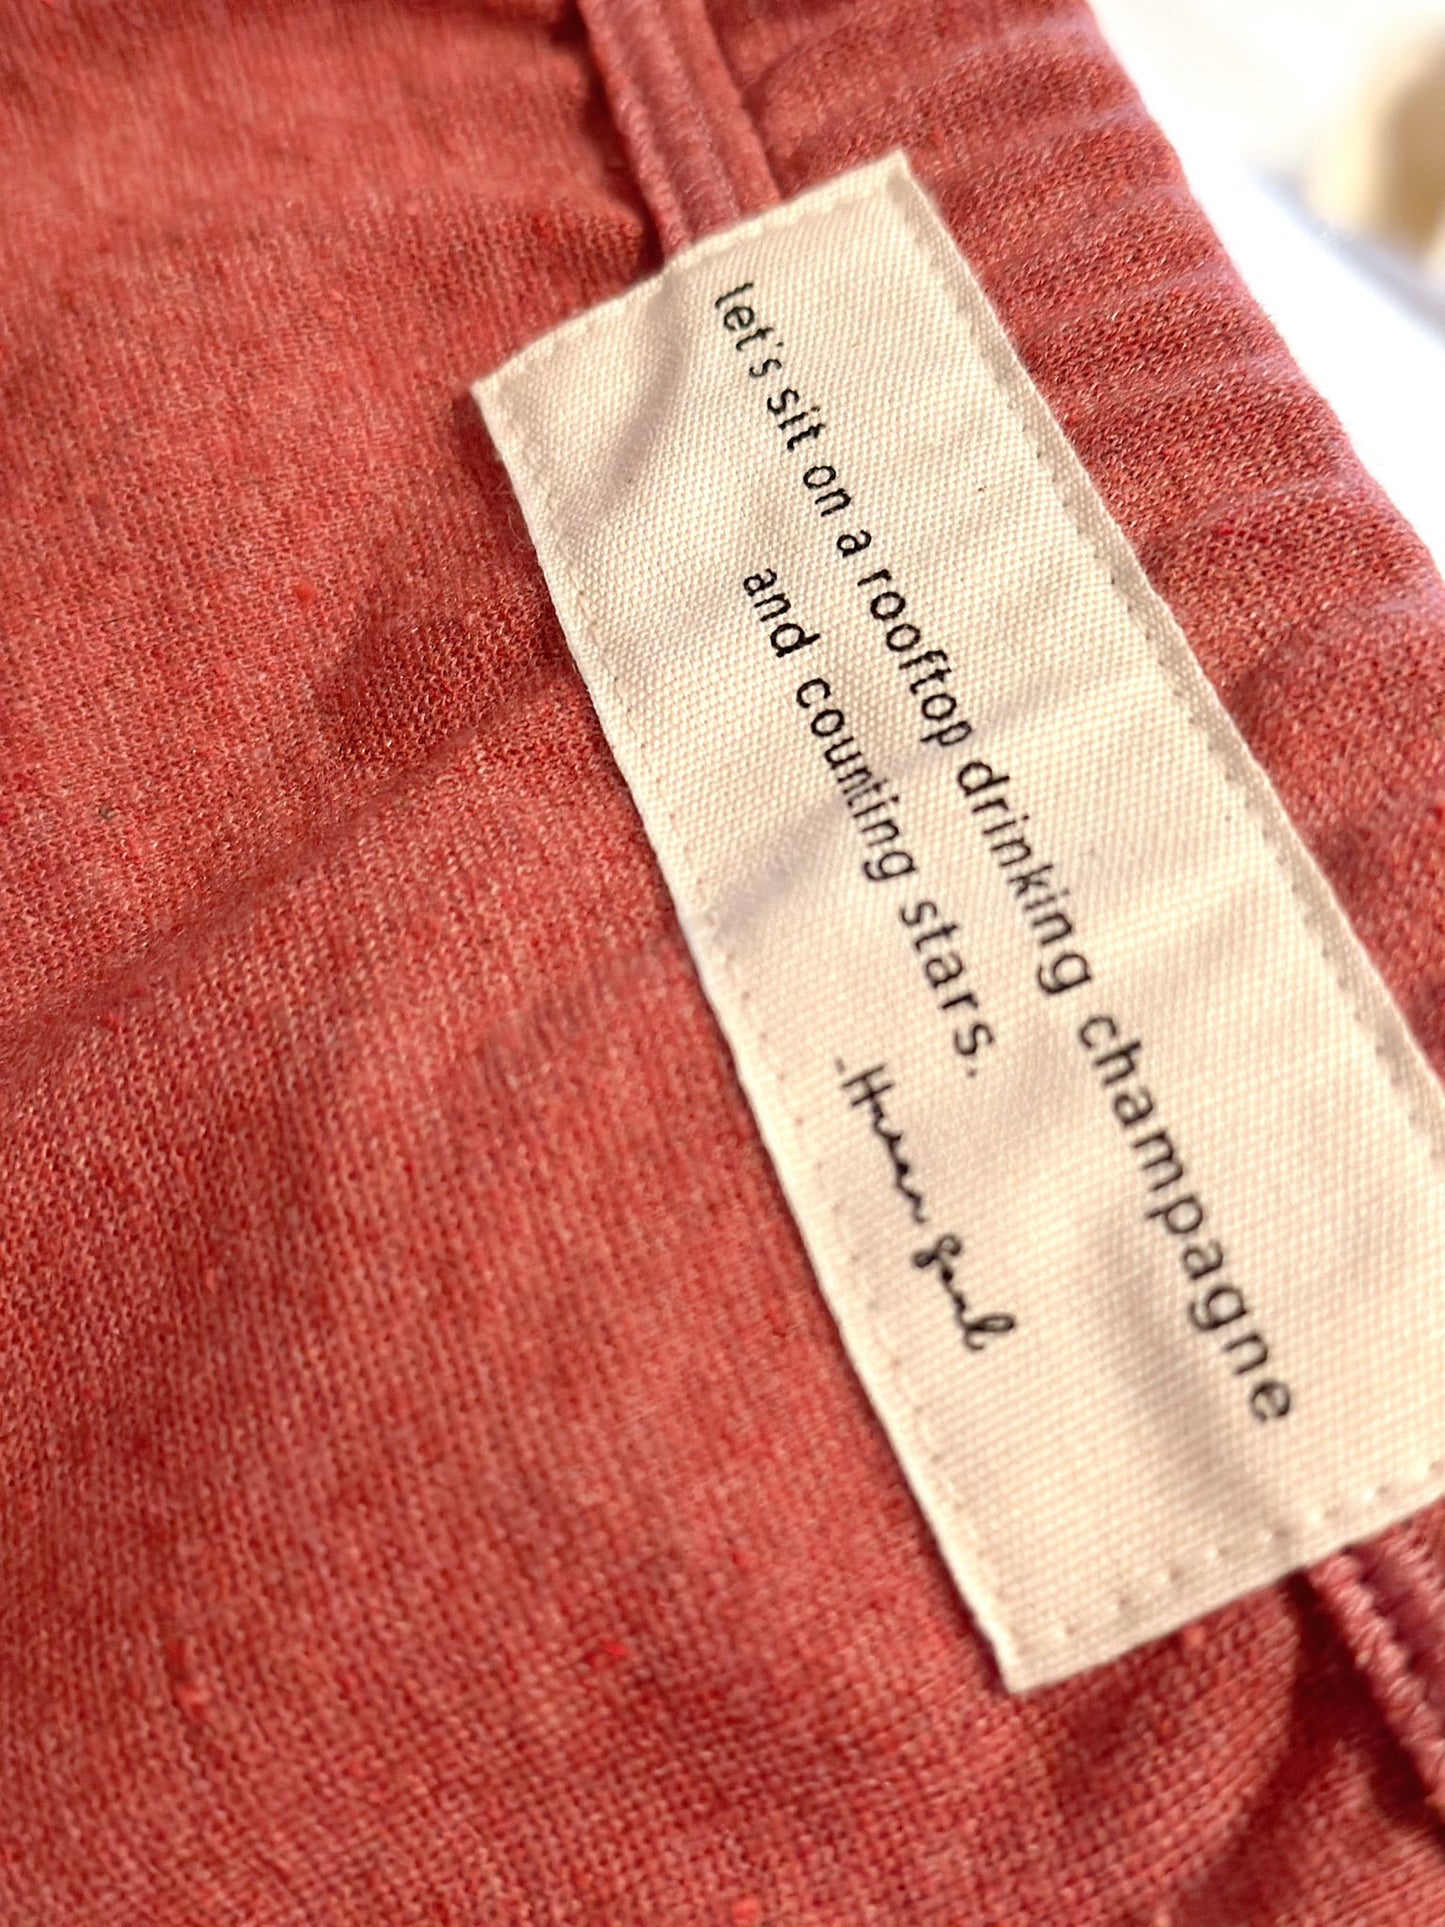 let's sit on a rooftop drinking champagne
and counting stars.